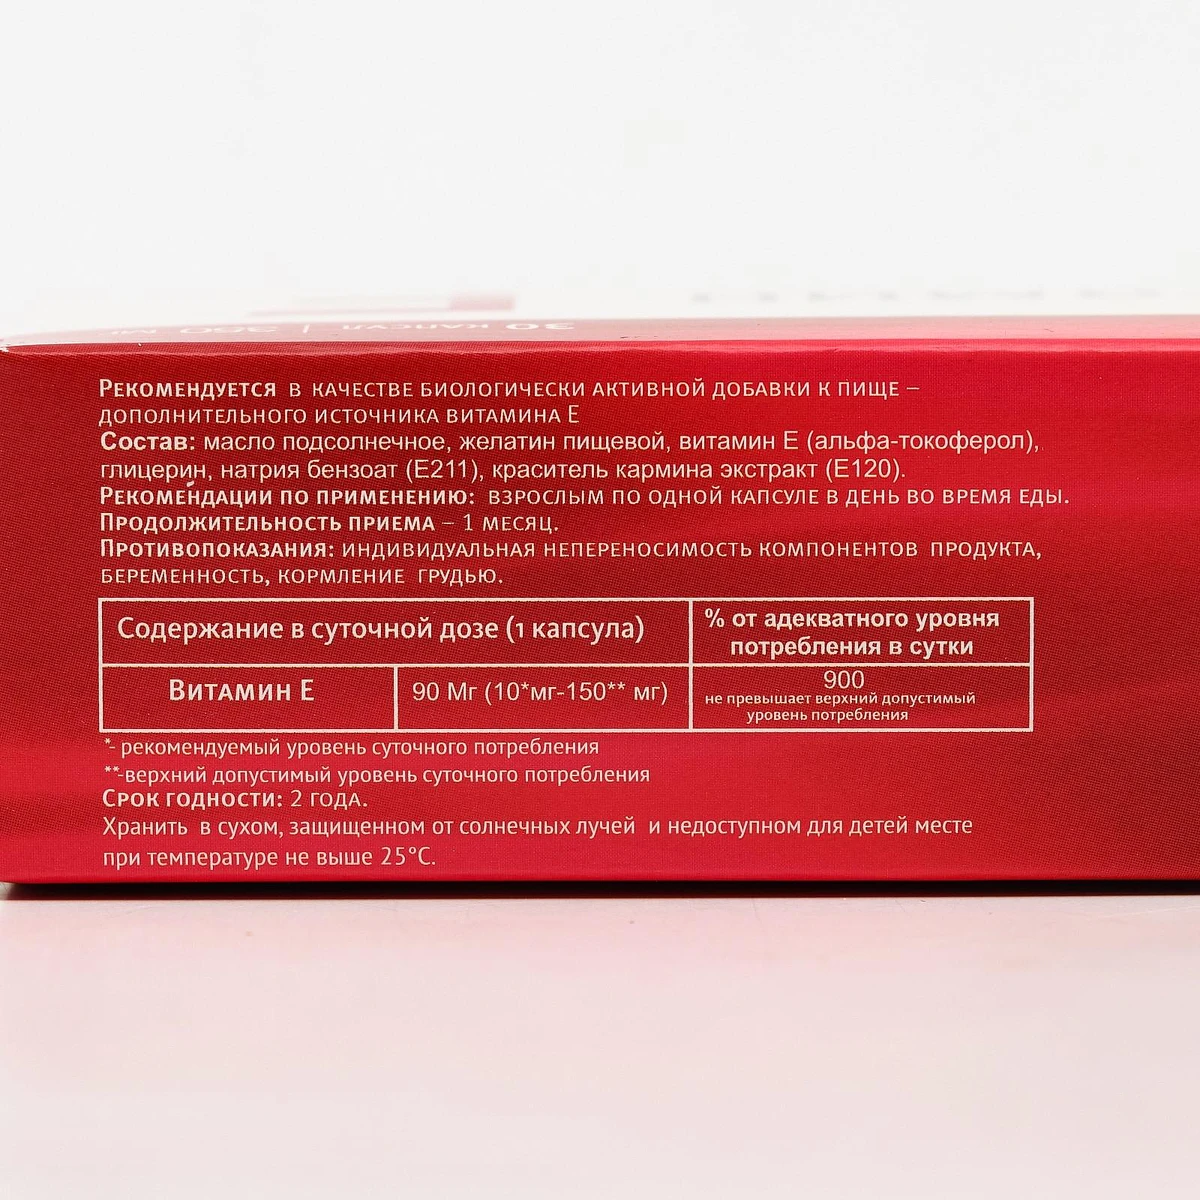 30 капсул | 350 мг
Рекомендуется в качестве биологически активной добавки к пище –
дополнительного источника витамина Е
Состав: масло подсолнечное, желатин пищевой, витамин Е (альфа-токоферол),
глицерин, натрия бензоат (Е211), краситель кармина экстракт (Е120).
Рекомендации по применению: взрослым по одной капсуле в день во время еды.
Продолжительность приема – 1 месяц.
Противопоказания: индивидуальная непереносимость компонентов продукта,
беременность, кормление грудью.
Содержание в суточной дозе (1 капсула)
% от адекватного уровня
потребления в сутки
Витамин Е
90 Мг (10*мг-150** мг)
900
не превышает верхний допустимый
уровень потребления
*- рекомендуемый уровень суточного потребления
**-верхний допустимый уровень суточного потребления
Срок годности: 2 года.
Хранить в сухом, защищенном от солнечных лучей и недоступном для детей месте
при температуре не выше 25°С.